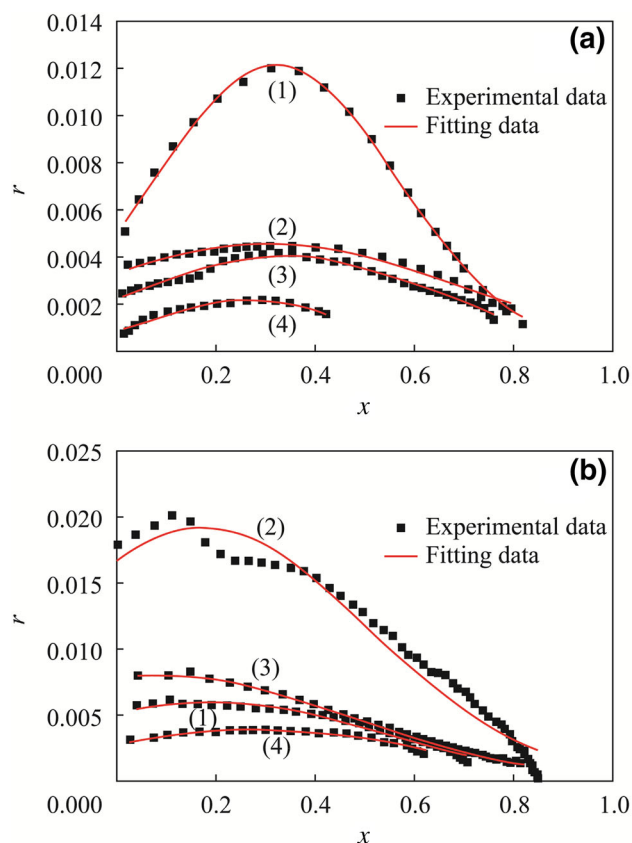 (a)
0.014
0.012
0.010
0.008
0.006
0.004
0.002
0.000
r
(1)
(2)
(3)
(4)
Experimental data
Fitting data
0.2 0.4 0.6 0.8 1.0
x
(b)
0.025
0.020
0.015
0.010
0.005
0.000
r
(2)
(3)
(1)
(4)
Experimental data
Fitting data
0.2 0.4 0.6 0.8 1.0
x